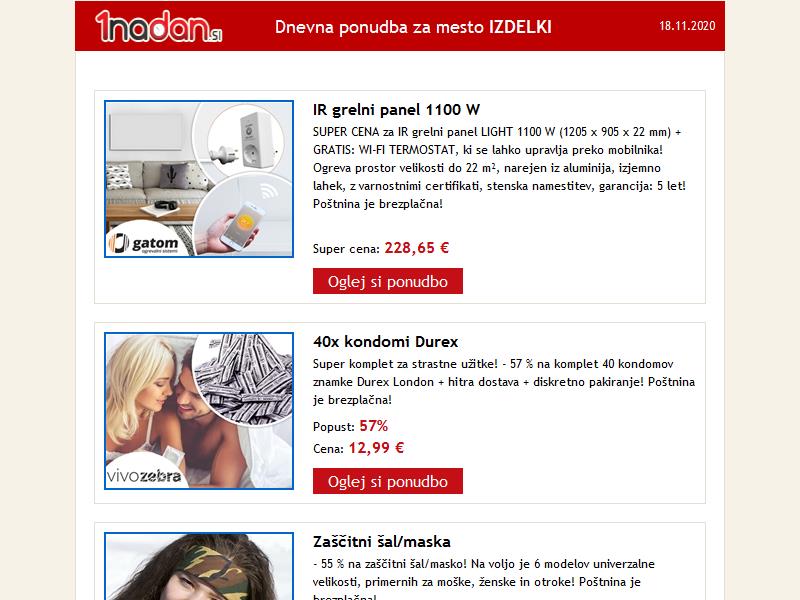 1nadan.si
Dnevna ponudba za mesto IZDELKI
18.11.2020
IR grelni panel 1100 W
SUPER CENA za IR grelni panel LIGHT 1100 W (1205 x 905 x 22 mm) +
GRATIS: WI-FI TERMOSTAT, ki se lahko upravlja preko mobilnika!
Ogreva prostor velikosti do 22 m², narejen iz aluminija, izjemno
lahek, z varnostnimi certifikati, stenska namestitev, garancija: 5 let!
Poštnina je brezplačna!
Super cena: 228,65 €
Oglej si ponudbo
gatom
ogrevalni sistemi
40x kondomi Durex
Super komplet za strastne užitke! - 57 % na komplet 40 kondomov
znamke Durex London + hitra dostava + diskretno pakiranje! Poštnina
je brezplačna!
Popust: 57%
Cena: 12,99 €
Oglej si ponudbo
vivozebra
Zaščitni šal/maska
- 55 % na zaščitni šal/masko! Na voljo je 6 modelov univerzalne
velikosti, primernih za moške, ženske in otroke! Poštnina je
brezplačna!